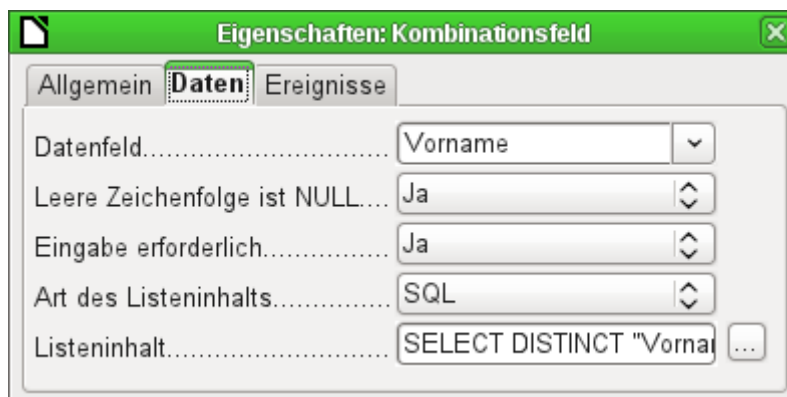 Eigenschaften: Kombinationsfeld
Allgemein Daten Ereignisse
Datenfeld.............................. Vorname
Leere Zeichenfolge ist NULL.... Ja
Eingabe erforderlich................ Ja
Art des Listeninhalts............... SQL
Listeninhalt............................ SELECT DISTINCT "Vornam ...